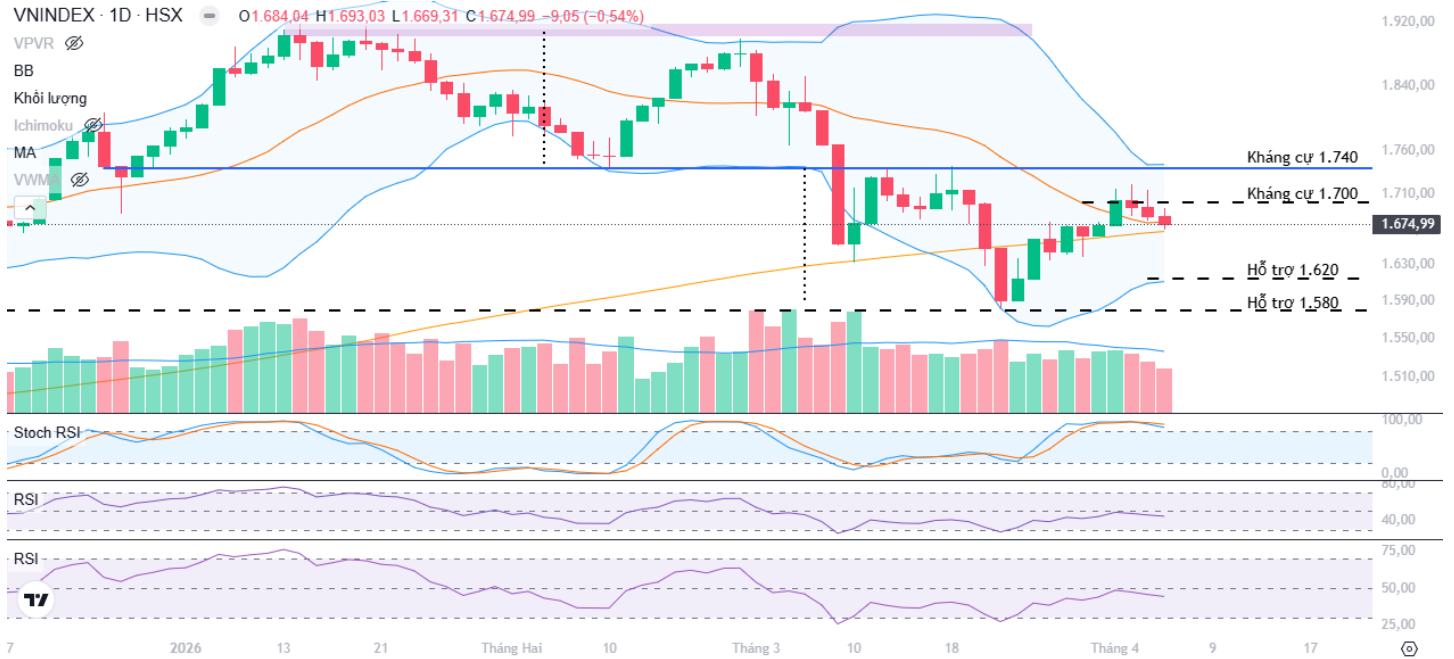 VNINDEX · 1D · HSX O1.684,04 H1.693,03 L1.669,31 C1.674,99 −9,05 (−0,54%)
VPVR
BB
Khối lượng
Ichimoku
MA
VWMA
1.920,00
1.840,00
1.760,00
1.710,00
1.674,99
1.630,00
1.590,00
1.550,00
1.510,00
Kháng cự 1.740
Kháng cự 1.700
Hỗ trợ 1.620
Hỗ trợ 1.580
Stoch RSI
100,00
0,00
RSI
80,00
40,00
RSI
75,00
50,00
25,00
7 2026 13 21 Tháng Hai 10 Tháng 3 10 18 Tháng 4 9 17